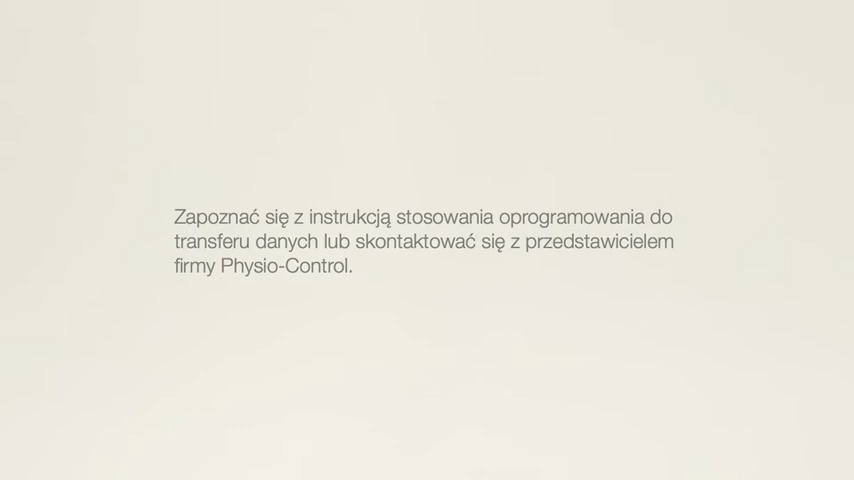 Zapoznać się z instrukcją stosowania oprogramowania do
transferu danych lub skontaktować się z przedstawicielem
firmy Physio-Control.